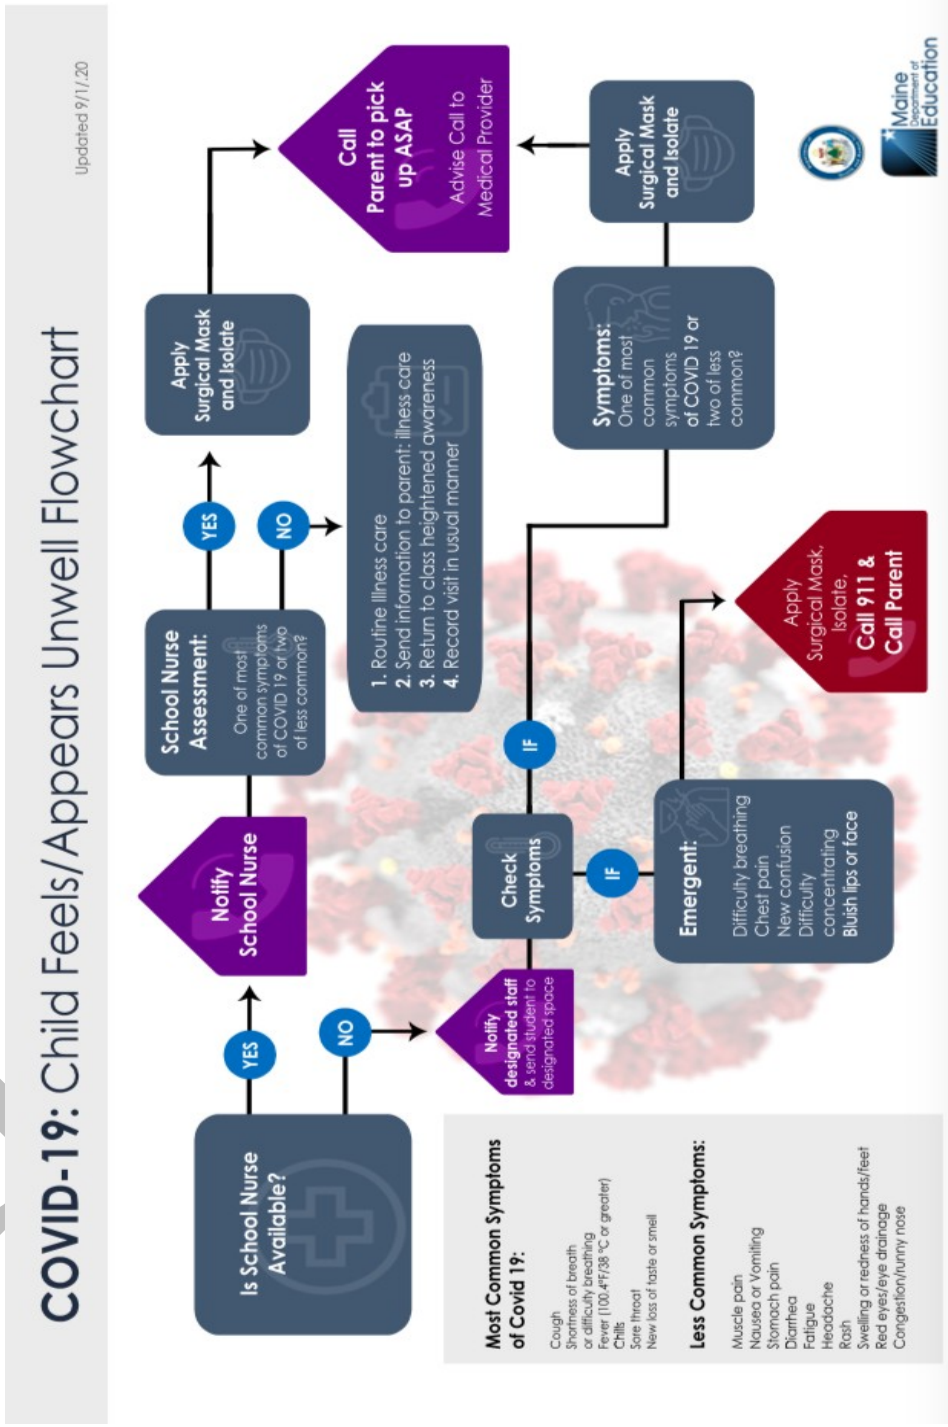 COVID-19: Child Feels/Appears Unwell Flowchart
Updated 9/1/.20
Is School Nurse
Available?
YES
NO
Notify
School Nurse
School Nurse
Assessment:
One of most
common symptoms
of COVID 19 or two
of less common?
YES
NO
Apply
Surgical Mask
and Isolate
Call
Parent to pick
up ASAP
Advise Call to
Medical Provider
1. Routine Illness care
2. Send information to parent: illness care
3. Return to class heightened awareness
4. Record visit in usual manner
Notify
designated staff
& send student to
designated space
Check
Symptoms
IF
IF
Symptoms:
One of most
common
symptoms
of COVID 19 or
two of less
common?
Apply
Surgical Mask
and Isolate
Emergent:
Difficulty breathing
Chest pain
New confusion
Difficulty
concentrating
Bluish lips or face
Apply
Surgical Mask,
Isolate,
Call 911 &
Call Parent
Most Common Symptoms
of Covid 19:
Cough
Shortness of breath
or difficulty breathing
Fever (100.4°F/38 °C or greater)
Chills
Sore throat
New loss of taste or smell
Less Common Symptoms:
Muscle pain
Nausea or Vomiting
Stomach pain
Diarrhea
Fatigue
Headache
Rash
Swelling or redness of hands/feet
Red eyes/eye drainage
Congestion/runny nose
Maine
Department of
Education